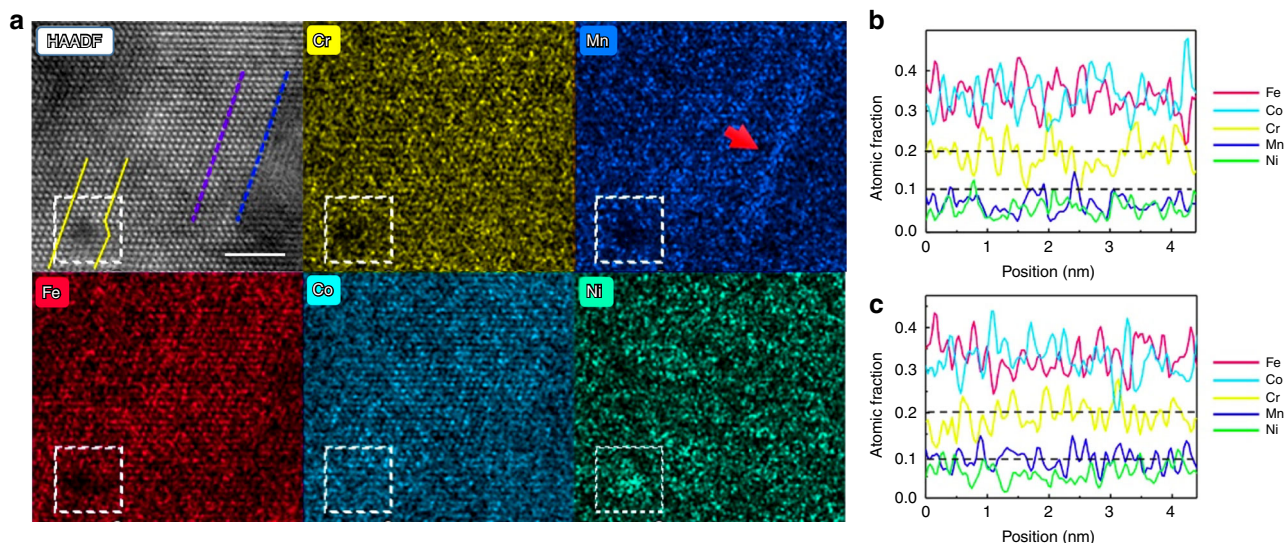 a
HAADF
Cr
Mn
Fe
Co
Ni
b
Atomic fraction
0.4
0.3
0.2
0.1
0.0
0 1 2 3 4
Position (nm)
Fe
Co
Cr
Mn
Ni
c
Atomic fraction
0.4
0.3
0.2
0.1
0.0
0 1 2 3 4
Position (nm)
Fe
Co
Cr
Mn
Ni